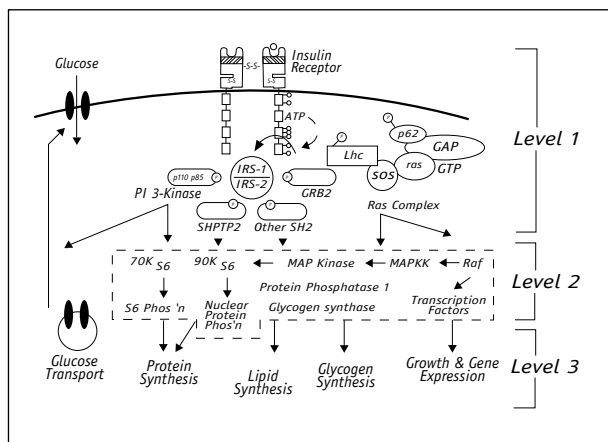 Glucose
-S-S-
Insulin
Receptor
S-S
S-S
ATP
P
P
p62
GAP
Lhc
ras
GTP
SOS
Level 1
p110 p85
P
IRS-1
IRS-2
P
GRB2
PI 3-Kinase
P
P
SHPTP2
Other SH2
Ras Complex
70K S6
90K S6
MAP Kinase
MAPKK
Raf
Level 2
Protein Phosphatase 1
S6 Phos 'n
Nuclear
Protein
Phos'n
Glycogen synthase
Transcription
Factors
Glucose
Transport
Protein
Synthesis
Lipid
Synthesis
Glycogen
Synthesis
Growth & Gene
Expression
Level 3